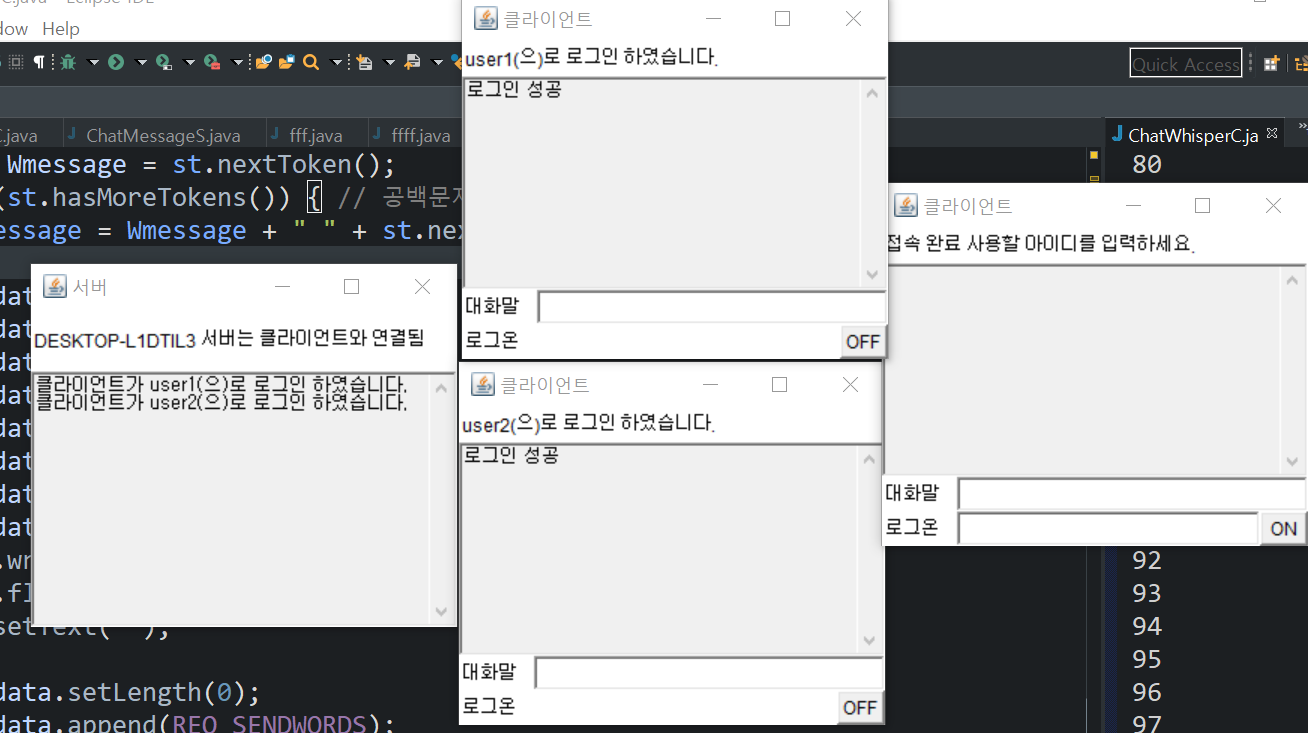 C.java - Eclipse IDE
dow Help
Quick Access
C.java ChatMessageS.java fff.java ffff.java ChatWhisperC.ja
Wmessage = st.nextToken();
(st.hasMoreTokens()) { // 공백문자
essage = Wmessage + " " + st.nex
80
클라이언트
user1(으)로 로그인 하였습니다.
로그인 성공
대화말
로그온
OFF
클라이언트
접속 완료 사용할 아이디를 입력하세요.
대화말
로그온
ON
서버
DESKTOP-L1DTIL3 서버는 클라이언트와 연결됨
클라이언트가 user1(으)로 로그인 하였습니다.
클라이언트가 user2(으)로 로그인 하였습니다.
클라이언트
user2(으)로 로그인 하였습니다.
로그인 성공
대화말
로그온
OFF
dat
dat
dat
dat
dat
dat
dat
dat
.wr
.fl
setText(" ");
data.setLength(0);
data.append(REQ_SENDWORDS);
92
93
94
95
96
97